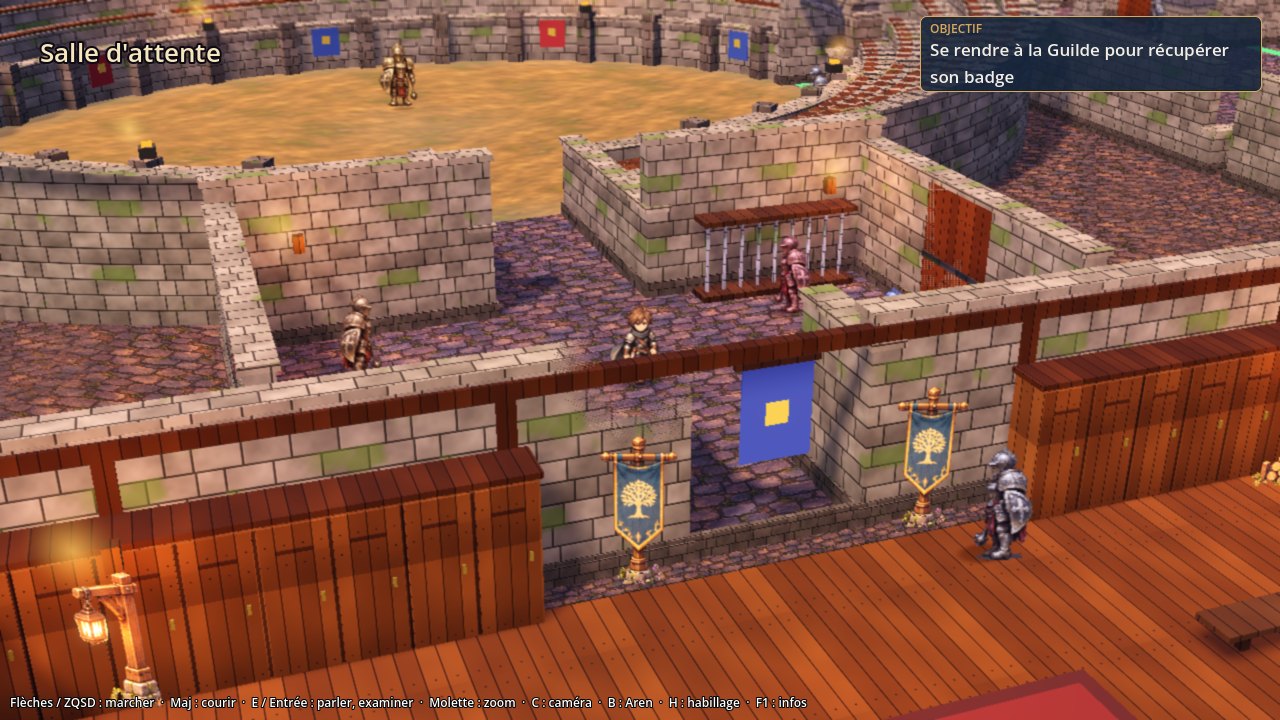 Salle d'attente
OBJECTIF
Se rendre à la Guilde pour récupérer
son badge
Flèches / ZQSD : marcher · Maj : courir · E / Entrée : parler, examiner · Molette : zoom · C : caméra · B : Aren · H : habillage · F1 : infos